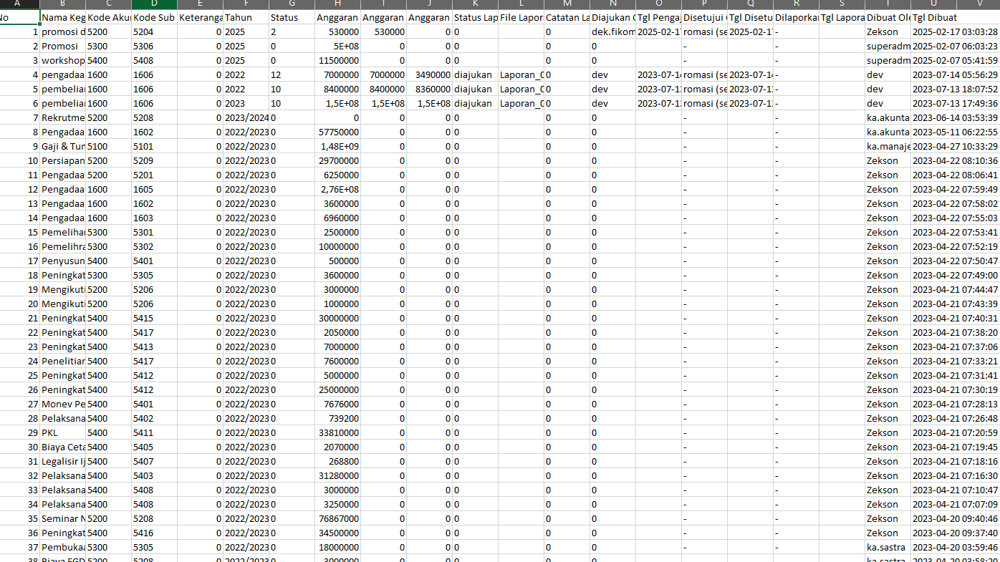 A B C D E F G H I J K L M N O P Q R S T U V
No Nama Keg Kode Aku Kode Sub Keteranga Tahun Status Anggaran Anggaran Anggaran Status Lap File Lapor Catatan La Diajukan Tgl Pengaj Disetujui Tgl Disetu Dilaporka Tgl Lapora Dibuat Ole Tgl Dibuat
1 promosi d 5200 5204 0 2025 2 530000 530000 0 0 0 dek.fikom 2025-02-1 romasi (se 2025-02-1 - Zekson 2025-02-17 03:03:28
2 Promosi 5300 5306 0 2025 0 5E+08 0 0 0 0 0 - - superadm 2025-02-07 06:03:23
3 workshop 5400 5408 0 2025 0 11500000 0 0 0 0 0 - - superadm 2025-02-07 05:41:59
4 pengadaa 1600 1606 0 2022 12 7000000 7000000 3490000 diajukan Laporan_0 0 dev 2023-07-14 romasi (se 2023-07-14 - dev 2023-07-14 05:56:29
5 pembelia 1600 1606 0 2022 10 8400000 8400000 8360000 diajukan Laporan_0 0 dev 2023-07-13 romasi (se 2023-07-13 - dev 2023-07-13 18:07:52
6 pembelia 1600 1606 0 2023 10 1,5E+08 1,5E+08 1,5E+08 diajukan Laporan_0 0 dev 2023-07-13 romasi (se 2023-07-13 - dev 2023-07-13 17:49:36
7 Rekrutme 5200 5208 0 2023/2024 0 0 0 0 0 0 0 - - ka.akunta 2023-06-14 03:53:39
8 Pengadaa 1600 1602 0 2022/2023 0 57750000 0 0 0 0 0 - - ka.akunta 2023-05-11 06:22:55
9 Gaji & Tun 5100 5101 0 2022/2023 0 1,48E+09 0 0 0 0 0 - - ka.manaje 2023-04-27 10:33:29
10 Persiapan 5200 5209 0 2022/2023 0 29700000 0 0 0 0 0 - - Zekson 2023-04-22 08:10:36
11 Pengadaa 5200 5201 0 2022/2023 0 6250000 0 0 0 0 0 - - Zekson 2023-04-22 08:06:41
12 Pengadaa 1600 1605 0 2022/2023 0 2,76E+08 0 0 0 0 0 - - Zekson 2023-04-22 07:59:49
13 Pengadaa 1600 1602 0 2022/2023 0 3600000 0 0 0 0 0 - - Zekson 2023-04-22 07:58:02
14 Pengadaa 1600 1603 0 2022/2023 0 6960000 0 0 0 0 0 - - Zekson 2023-04-22 07:55:03
15 Pemelihar 5300 5301 0 2022/2023 0 2500000 0 0 0 0 0 - - Zekson 2023-04-22 07:53:41
16 Pemelihra 5300 5302 0 2022/2023 0 10000000 0 0 0 0 0 - - Zekson 2023-04-22 07:52:19
17 Penyusun 5400 5401 0 2022/2023 0 500000 0 0 0 0 0 - - Zekson 2023-04-22 07:50:47
18 Peningkat 5300 5305 0 2022/2023 0 3600000 0 0 0 0 0 - - Zekson 2023-04-22 07:49:00
19 Mengikuti 5200 5206 0 2022/2023 0 3000000 0 0 0 0 0 - - Zekson 2023-04-21 07:44:47
20 Mengikuti 5200 5206 0 2022/2023 0 1000000 0 0 0 0 0 - - Zekson 2023-04-21 07:43:39
21 Peningkat 5400 5415 0 2022/2023 0 30000000 0 0 0 0 0 - - Zekson 2023-04-21 07:40:31
22 Peningkat 5400 5417 0 2022/2023 0 2050000 0 0 0 0 0 - - Zekson 2023-04-21 07:38:20
23 Peningkat 5400 5413 0 2022/2023 0 7000000 0 0 0 0 0 - - Zekson 2023-04-21 07:37:06
24 Penelitian 5400 5417 0 2022/2023 0 7600000 0 0 0 0 0 - - Zekson 2023-04-21 07:33:21
25 Peningkat 5400 5412 0 2022/2023 0 5000000 0 0 0 0 0 - - Zekson 2023-04-21 07:31:41
26 Peningkat 5400 5412 0 2022/2023 0 25000000 0 0 0 0 0 - - Zekson 2023-04-21 07:30:19
27 Monev Pe 5400 5401 0 2022/2023 0 7676000 0 0 0 0 0 - - Zekson 2023-04-21 07:28:13
28 Pelaksana 5400 5402 0 2022/2023 0 739200 0 0 0 0 0 - - Zekson 2023-04-21 07:26:48
29 PKL 5400 5411 0 2022/2023 0 33810000 0 0 0 0 0 - - Zekson 2023-04-21 07:20:59
30 Biaya Ceta 5400 5405 0 2022/2023 0 2070000 0 0 0 0 0 - - Zekson 2023-04-21 07:19:45
31 Legalisir Ij 5400 5407 0 2022/2023 0 268800 0 0 0 0 0 - - Zekson 2023-04-21 07:18:16
32 Pelaksana 5400 5403 0 2022/2023 0 31280000 0 0 0 0 0 - - Zekson 2023-04-21 07:16:30
33 Pelaksana 5400 5408 0 2022/2023 0 3000000 0 0 0 0 0 - - Zekson 2023-04-21 07:10:47
34 Pelaksana 5400 5408 0 2022/2023 0 3250000 0 0 0 0 0 - - Zekson 2023-04-21 07:07:09
35 Seminar N 5200 5208 0 2022/2023 0 76867000 0 0 0 0 0 - - Zekson 2023-04-20 09:40:46
36 Peningkat 5400 5416 0 2022/2023 0 34500000 0 0 0 0 0 - - Zekson 2023-04-20 09:37:40
37 Pembukaa 5300 5305 0 2022/2023 0 18000000 0 0 0 0 0 - - ka.sastra 2023-04-20 03:59:46
38 Biaya FGD 5200 5208 0 2022/2023 0 3000000 0 0 0 0 0 - - ka.sastra 2023-04-20 03:58:20